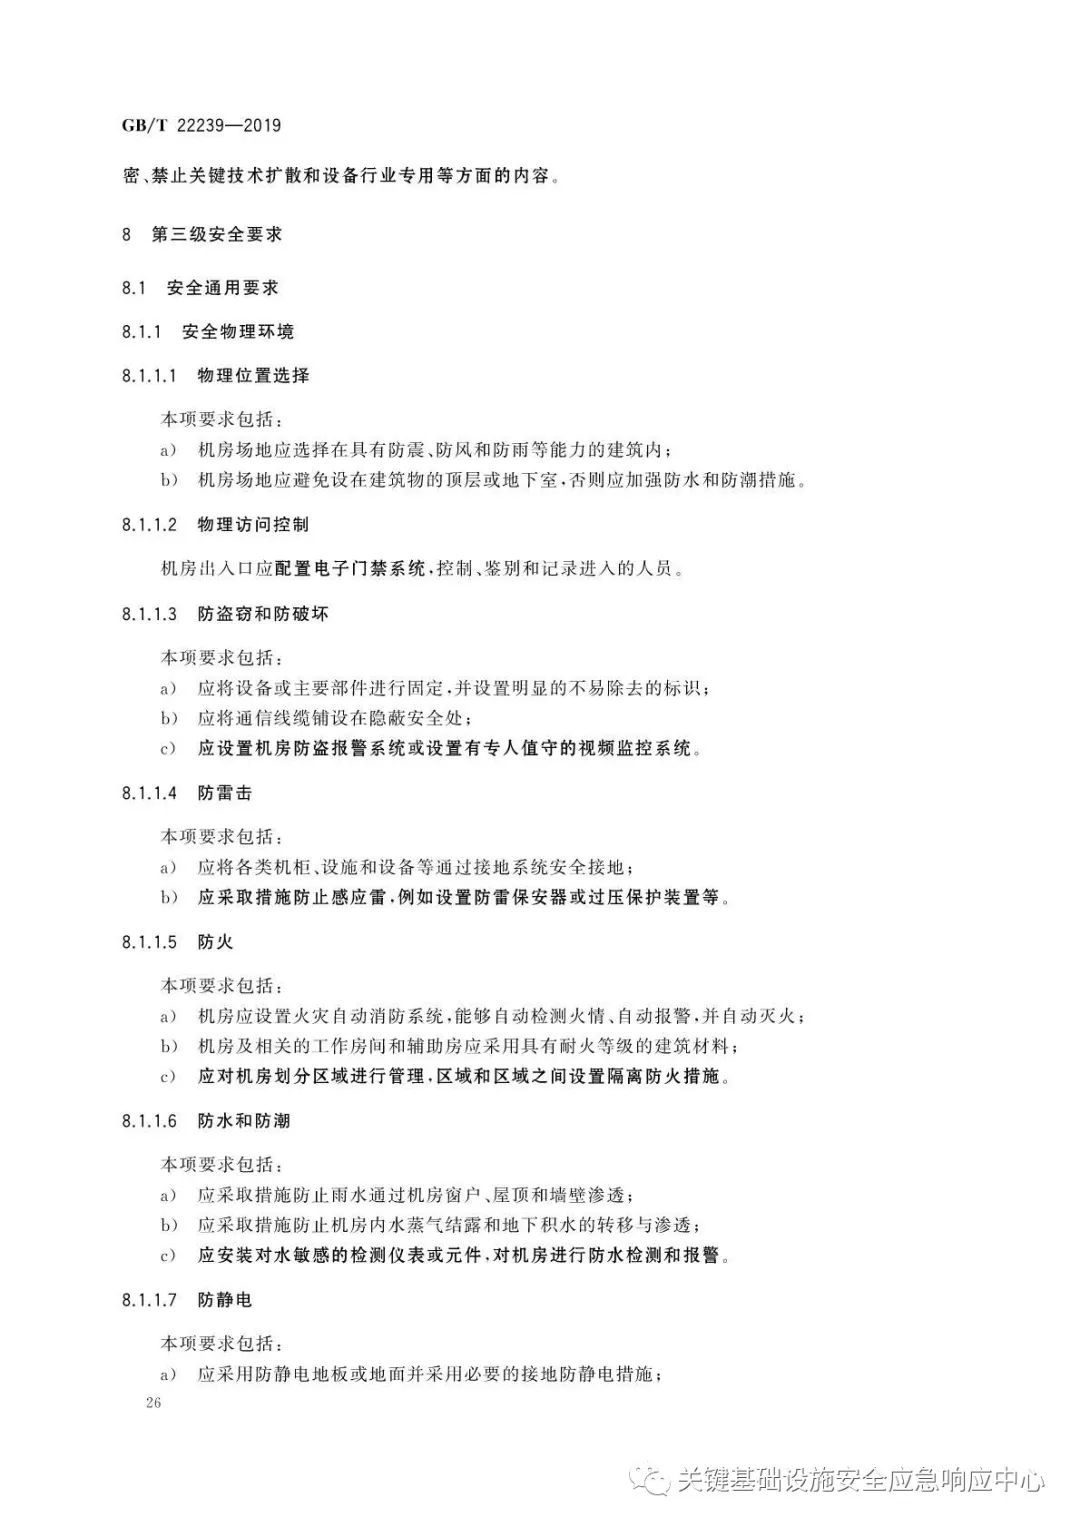 GB/T 22239—2019
密、禁止关键技术扩散和设备行业专用等方面的内容。
8 第三级安全要求
8.1 安全通用要求
8.1.1 安全物理环境
8.1.1.1 物理位置选择
本项要求包括:
a) 机房场地应选择在具有防震、防风和防雨等能力的建筑内;
b) 机房场地应避免设在建筑物的顶层或地下室,否则应加强防水和防潮措施。
8.1.1.2 物理访问控制
机房出入口应配置电子门禁系统,控制、鉴别和记录进入的人员。
8.1.1.3 防盗窃和防破坏
本项要求包括:
a) 应将设备或主要部件进行固定,并设置明显的不易除去的标识;
b) 应将通信线缆铺设在隐蔽安全处;
c) 应设置机房防盗报警系统或设置有专人值守的视频监控系统。
8.1.1.4 防雷击
本项要求包括:
a) 应将各类机柜、设施和设备等通过接地系统安全接地;
b) 应采取措施防止感应雷,例如设置防雷保安器或过压保护装置等。
8.1.1.5 防火
本项要求包括:
a) 机房应设置火灾自动消防系统,能够自动检测火情、自动报警,并自动灭火;
b) 机房及相关的工作房间和辅助房应采用具有耐火等级的建筑材料;
c) 应对机房划分区域进行管理,区域和区域之间设置隔离防火措施。
8.1.1.6 防水和防潮
本项要求包括:
a) 应采取措施防止雨水通过机房窗户、屋顶和墙壁渗透;
b) 应采取措施防止机房内水蒸气结露和地下积水的转移与渗透;
c) 应安装对水敏感的检测仪表或元件,对机房进行防水检测和报警。
8.1.1.7 防静电
本项要求包括:
a) 应采用防静电地板或地面并采用必要的接地防静电措施;
26
关键基础设施安全应急响应中心